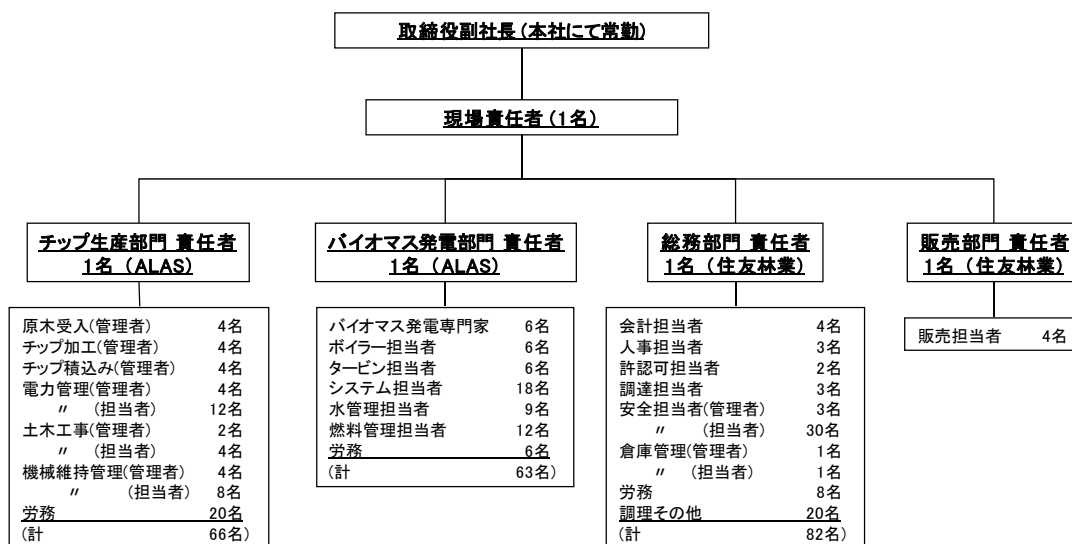 取締役副社長(本社にて常勤)
現場責任者(1名)
チップ生産部門 責任者
1名 (ALAS)
バイオマス発電部門 責任者
1名 (ALAS)
総務部門 責任者
1名 (住友林業)
販売部門 責任者
1名 (住友林業)
原木受入(管理者) 4名
チップ加工(管理者) 4名
チップ積込み(管理者) 4名
電力管理(管理者) 4名
〃 (担当者) 12名
土木工事(管理者) 2名
〃 (担当者) 4名
機械維持管理(管理者) 4名
〃 (担当者) 8名
労務 20名
(計 66名)
バイオマス発電専門家 6名
ボイラー担当者 6名
タービン担当者 6名
システム担当者 18名
水管理担当者 9名
燃料管理担当者 12名
労務 6名
(計 63名)
会計担当者 4名
人事担当者 3名
許認可担当者 2名
調達担当者 3名
安全担当者(管理者) 3名
〃 (担当者) 30名
倉庫管理(管理者) 1名
〃 (担当者) 1名
労務 8名
調理その他 20名
(計 82名)
販売担当者 4名